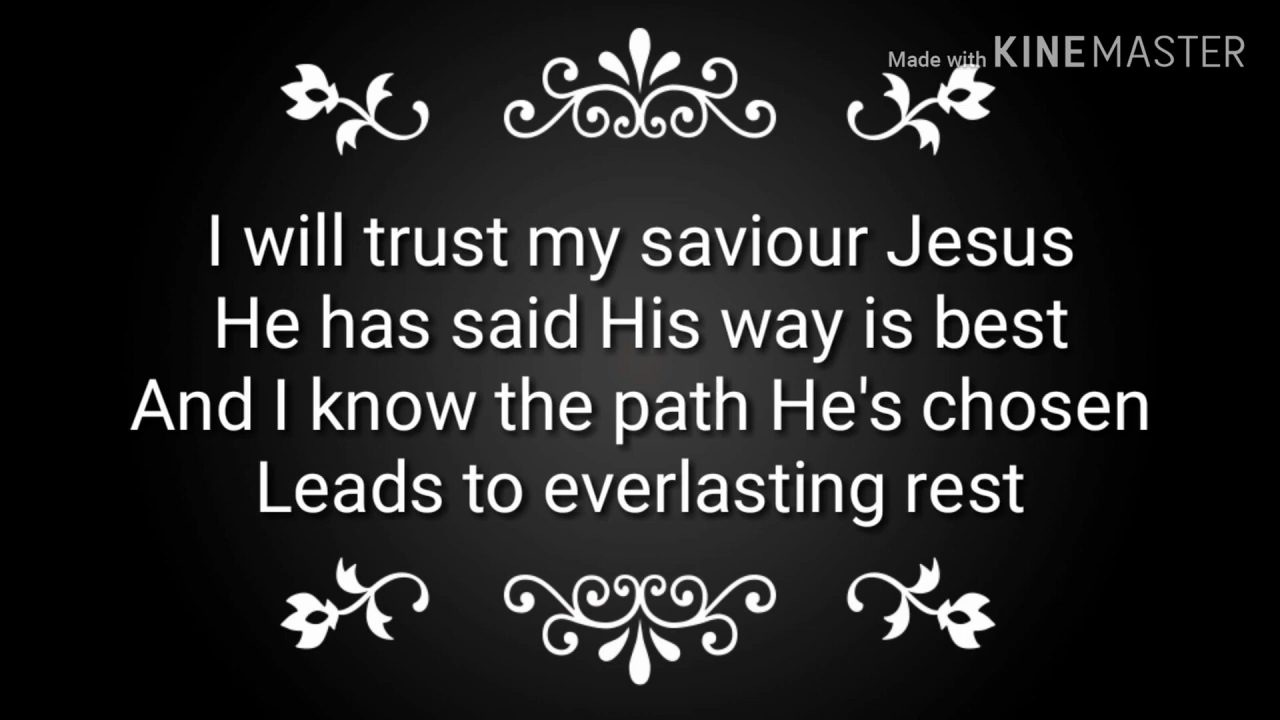 Made with KINEMASTER
I will trust my saviour Jesus
He has said His way is best
And I know the path He's chosen
Leads to everlasting rest